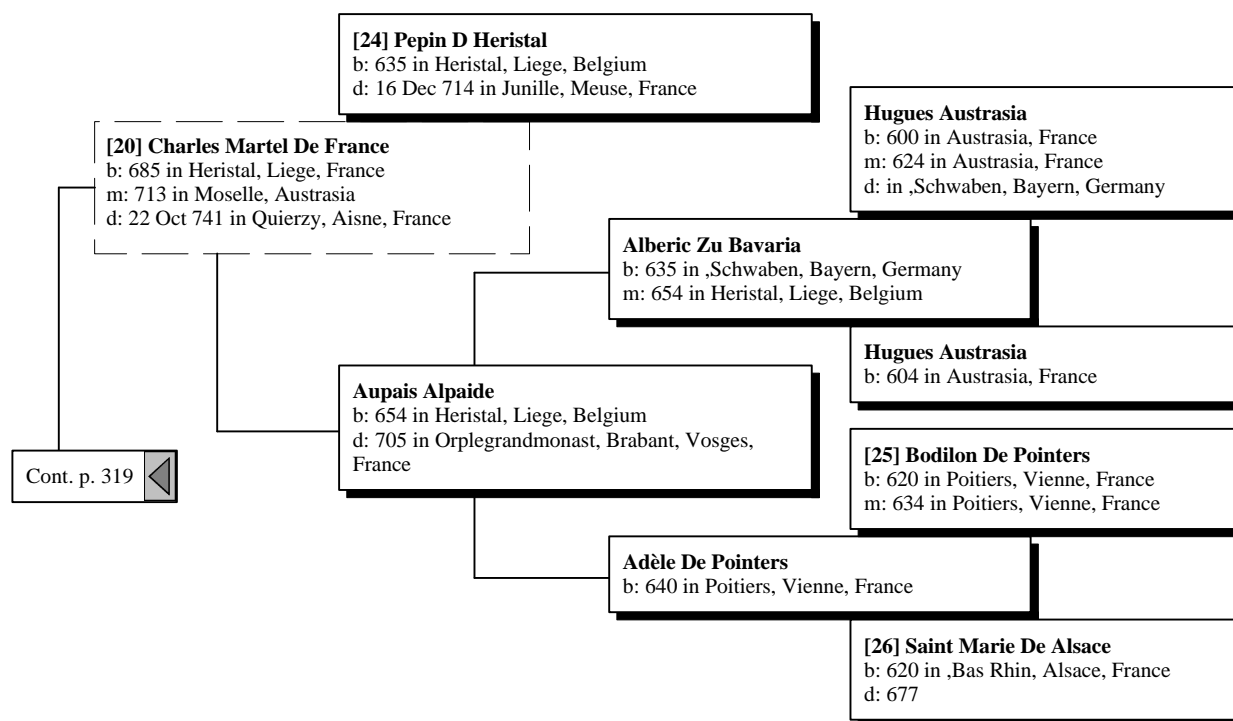 [24] Pepin D Heristal
b: 635 in Heristal, Liege, Belgium
d: 16 Dec 714 in Junille, Meuse, France
[20] Charles Martel De France
b: 685 in Heristal, Liege, France
m: 713 in Moselle, Austrasia
d: 22 Oct 741 in Quierzy, Aisne, France
Hugues Austrasia
b: 600 in Austrasia, France
m: 624 in Austrasia, France
d: in ,Schwaben, Bayern, Germany
Alberic Zu Bavaria
b: 635 in ,Schwaben, Bayern, Germany
m: 654 in Heristal, Liege, Belgium
Hugues Austrasia
b: 604 in Austrasia, France
Aupais Alpaide
b: 654 in Heristal, Liege, Belgium
d: 705 in Orplegrandmonast, Brabant, Vosges,
France
Cont. p. 319
[25] Bodilon De Pointers
b: 620 in Poitiers, Vienne, France
m: 634 in Poitiers, Vienne, France
Adèle De Pointers
b: 640 in Poitiers, Vienne, France
[26] Saint Marie De Alsace
b: 620 in ,Bas Rhin, Alsace, France
d: 677